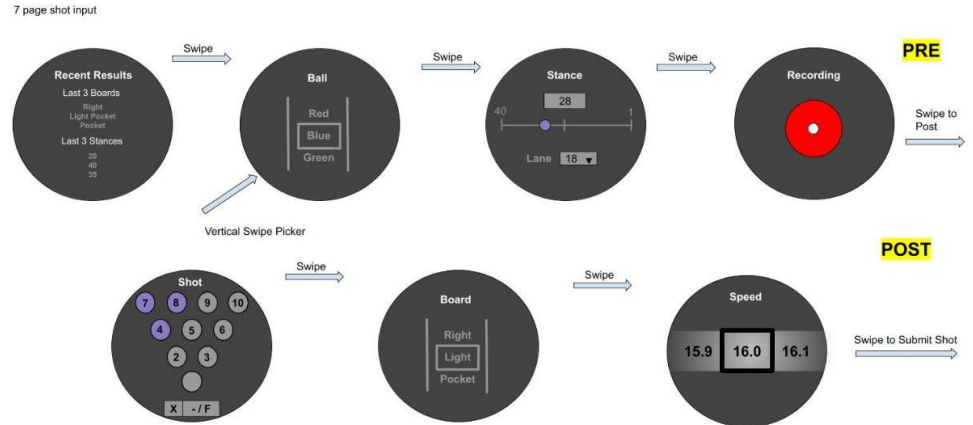 7 page shot input
Swipe
Swipe
Swipe
PRE
Recent Results
Last 3 Boards
Right
Light Pocket
Pocket
Last 3 Stances
20
40
35
Ball
Red
Blue
Green
Stance
28
40
1
Lane
18
Recording
Swipe to
Post
Vertical Swipe Picker
POST
Shot
7 8 9 10
4 5 6
2 3
X - / F
Swipe
Board
Right
Light
Pocket
Swipe
Speed
15.9 16.0 16.1
Swipe to Submit Shot